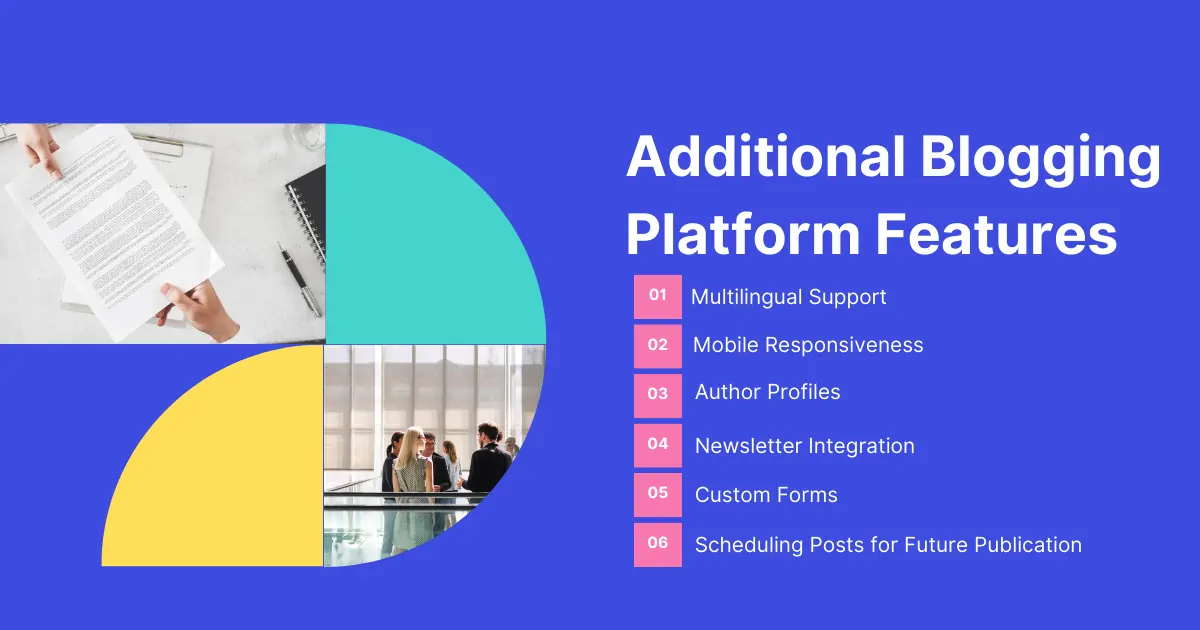 Additional Blogging
Platform Features
01 Multilingual Support
02 Mobile Responsiveness
03 Author Profiles
04 Newsletter Integration
05 Custom Forms
06 Scheduling Posts for Future Publication